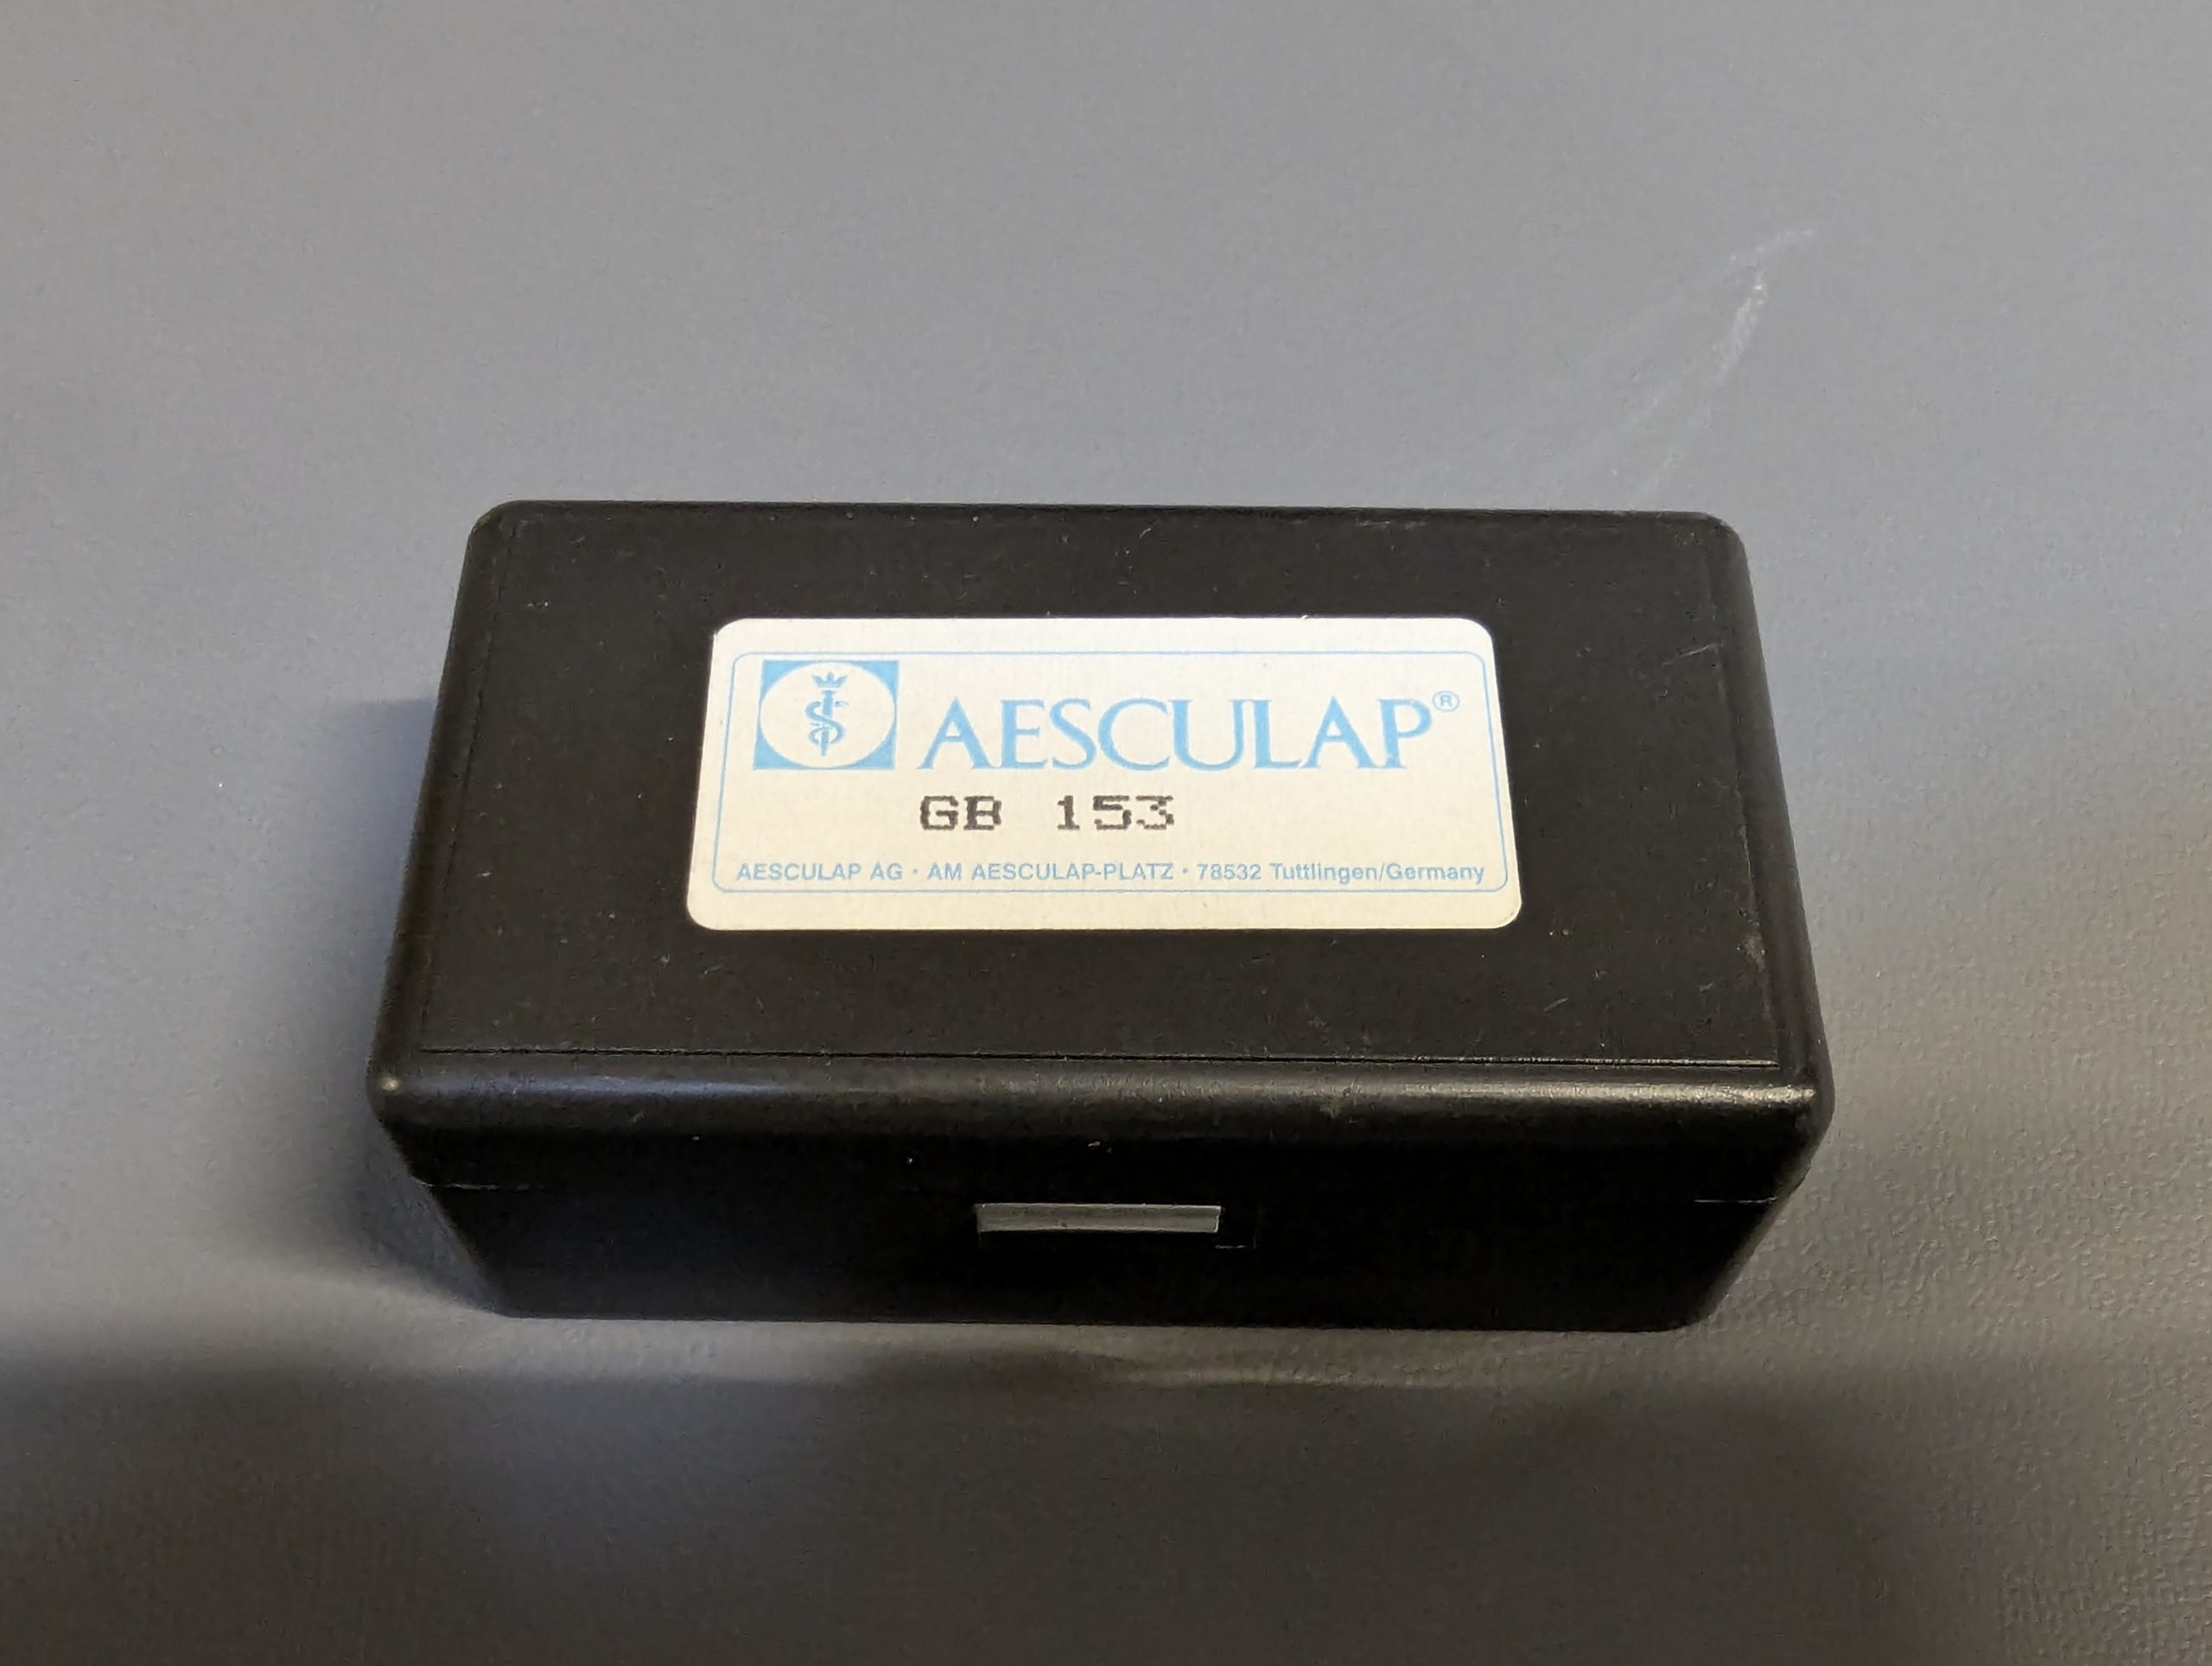 AESCULAP®
GB 153
AESCULAP AG · AM AESCULAP-PLATZ · 78532 Tuttlingen/Germany